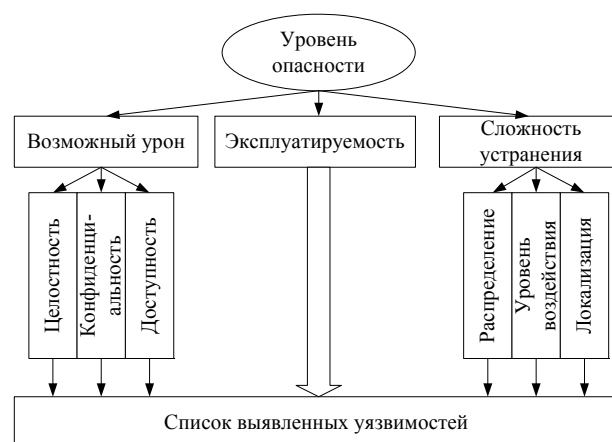 Уровень
опасности
Возможный урон
Эксплуатируемость
Сложность
устранения
Целостность
Конфиденци-
альность
Доступность
Распределение
Уровень
воздействия
Локализация
Список выявленных уязвимостей